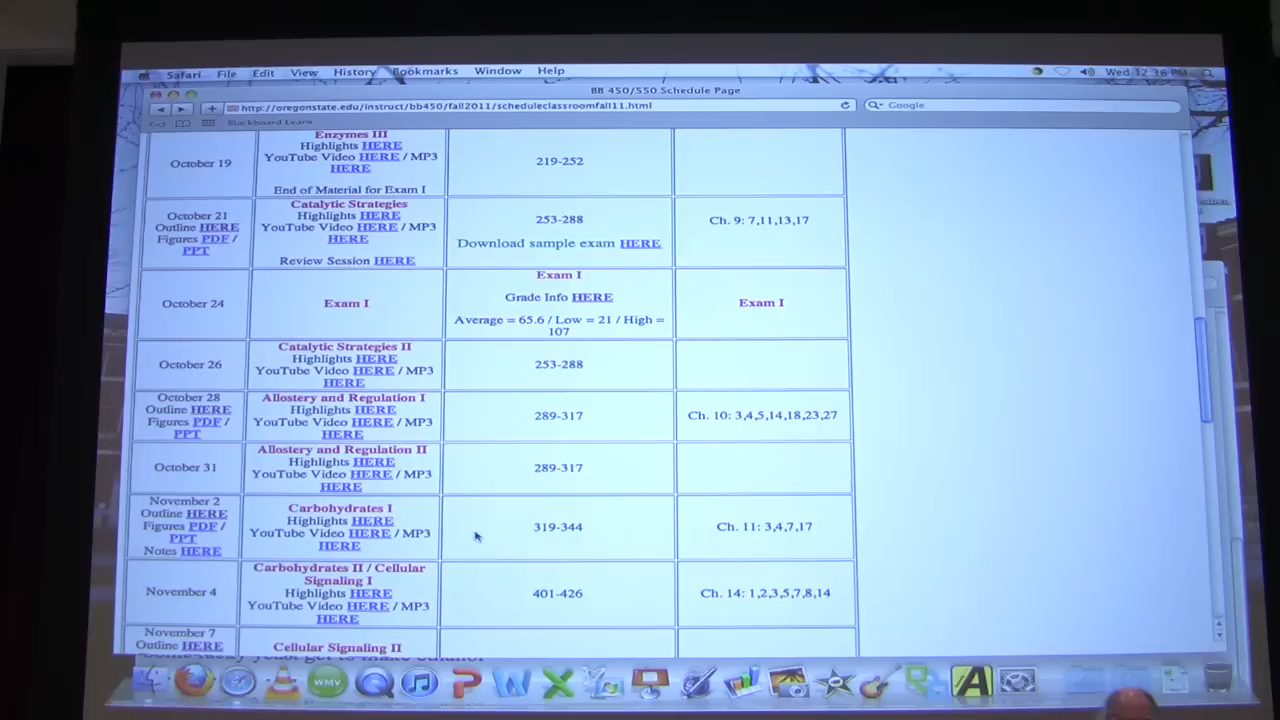 Safari File Edit View History Bookmarks Window Help Wed 12:36 PM
BB 450/550 Schedule Page
http://oregonstate.edu/instruct/bb450/fall2011/scheduleclassroomfall11.html
Google
Blackboard Learn
October 19
Enzymes III
Highlights HERE
YouTube Video HERE / MP3
HERE
End of Material for Exam I
219-252
October 21
Outline HERE
Figures PDF /
PPT
Catalytic Strategies
Highlights HERE
YouTube Video HERE / MP3
HERE
Review Session HERE
253-288
Download sample exam HERE
Ch. 9: 7,11,13,17
October 24
Exam I
Exam I
Grade Info HERE
Average = 65.6 / Low = 21 / High =
107
Exam I
October 26
Catalytic Strategies II
Highlights HERE
YouTube Video HERE / MP3
HERE
253-288
October 28
Outline HERE
Figures PDF /
PPT
Allostery and Regulation I
Highlights HERE
YouTube Video HERE / MP3
HERE
289-317
Ch. 10: 3,4,5,14,18,23,27
October 31
Allostery and Regulation II
Highlights HERE
YouTube Video HERE / MP3
HERE
289-317
November 2
Outline HERE
Figures PDF /
PPT
Notes HERE
Carbohydrates I
Highlights HERE
YouTube Video HERE / MP3
HERE
319-344
Ch. 11: 3,4,7,17
November 4
Carbohydrates II / Cellular
Signaling I
Highlights HERE
YouTube Video HERE / MP3
HERE
401-426
Ch. 14: 1,2,3,5,7,8,14
November 7
Outline HERE
Cellular Signaling II
WMV